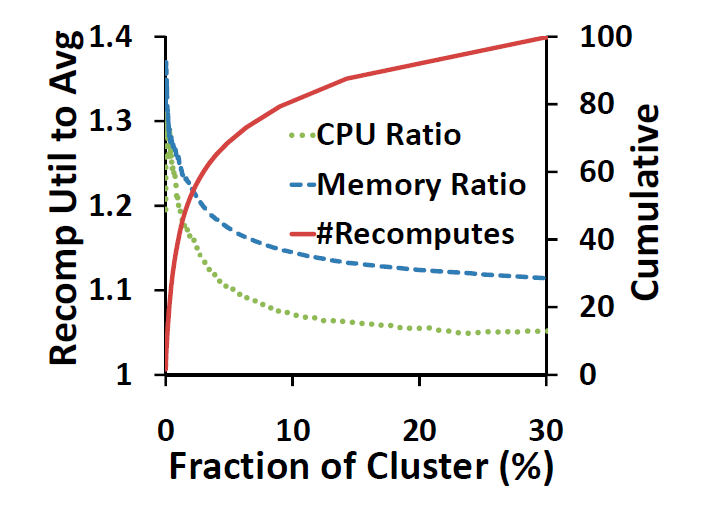 Recomp Util to Avg
1.4
1.3
1.2
1.1
1
CPU Ratio
Memory Ratio
#Recomputes
100
80
60
40
20
0
Cumulative
0 10 20 30
Fraction of Cluster (%)